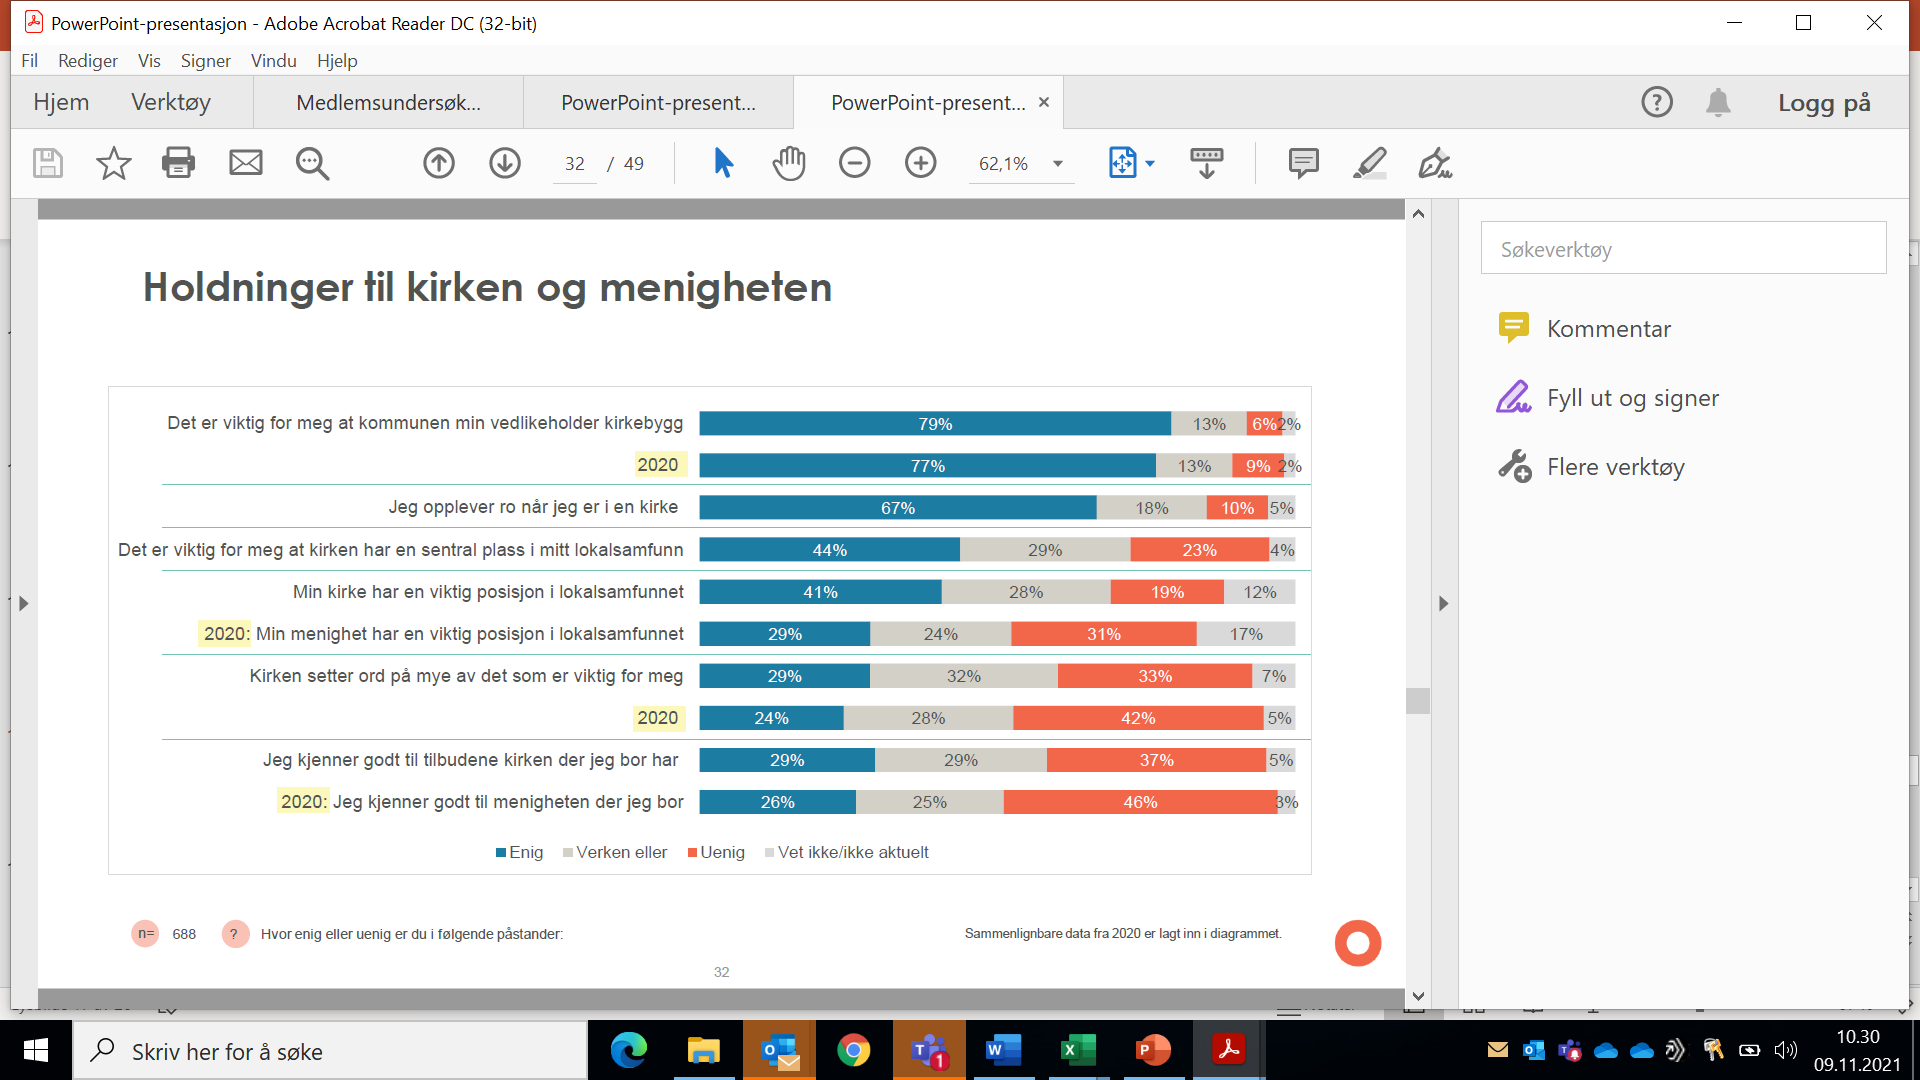 PowerPoint-presentasjon - Adobe Acrobat Reader DC (32-bit)
Fil Rediger Vis Signer Vindu Hjelp
Hjem Verktøy Medlemsundersøk... PowerPoint-present... PowerPoint-present... × ? Logg på
32 / 49 62,1%
Søkeverktøy
Kommentar
Fyll ut og signer
Flere verktøy
Holdninger til kirken og menigheten
Det er viktig for meg at kommunen min vedlikeholder kirkebygg 79% 13% 6% 2%
2020 77% 13% 9% 2%
Jeg opplever ro når jeg er i en kirke 67% 18% 10% 5%
Det er viktig for meg at kirken har en sentral plass i mitt lokalsamfunn 44% 29% 23% 4%
Min kirke har en viktig posisjon i lokalsamfunnet 41% 28% 19% 12%
2020: Min menighet har en viktig posisjon i lokalsamfunnet 29% 24% 31% 17%
Kirken setter ord på mye av det som er viktig for meg 29% 32% 33% 7%
2020 24% 28% 42% 5%
Jeg kjenner godt til tilbudene kirken der jeg bor har 29% 29% 37% 5%
2020: Jeg kjenner godt til menigheten der jeg bor 26% 25% 46% 3%
Enig Verken eller Uenig Vet ikke/ikke aktuelt
n= 688 ? Hvor enig eller uenig er du i følgende påstander: Sammenlignbare data fra 2020 er lagt inn i diagrammet.
32
Skriv her for å søke
10.30
09.11.2021